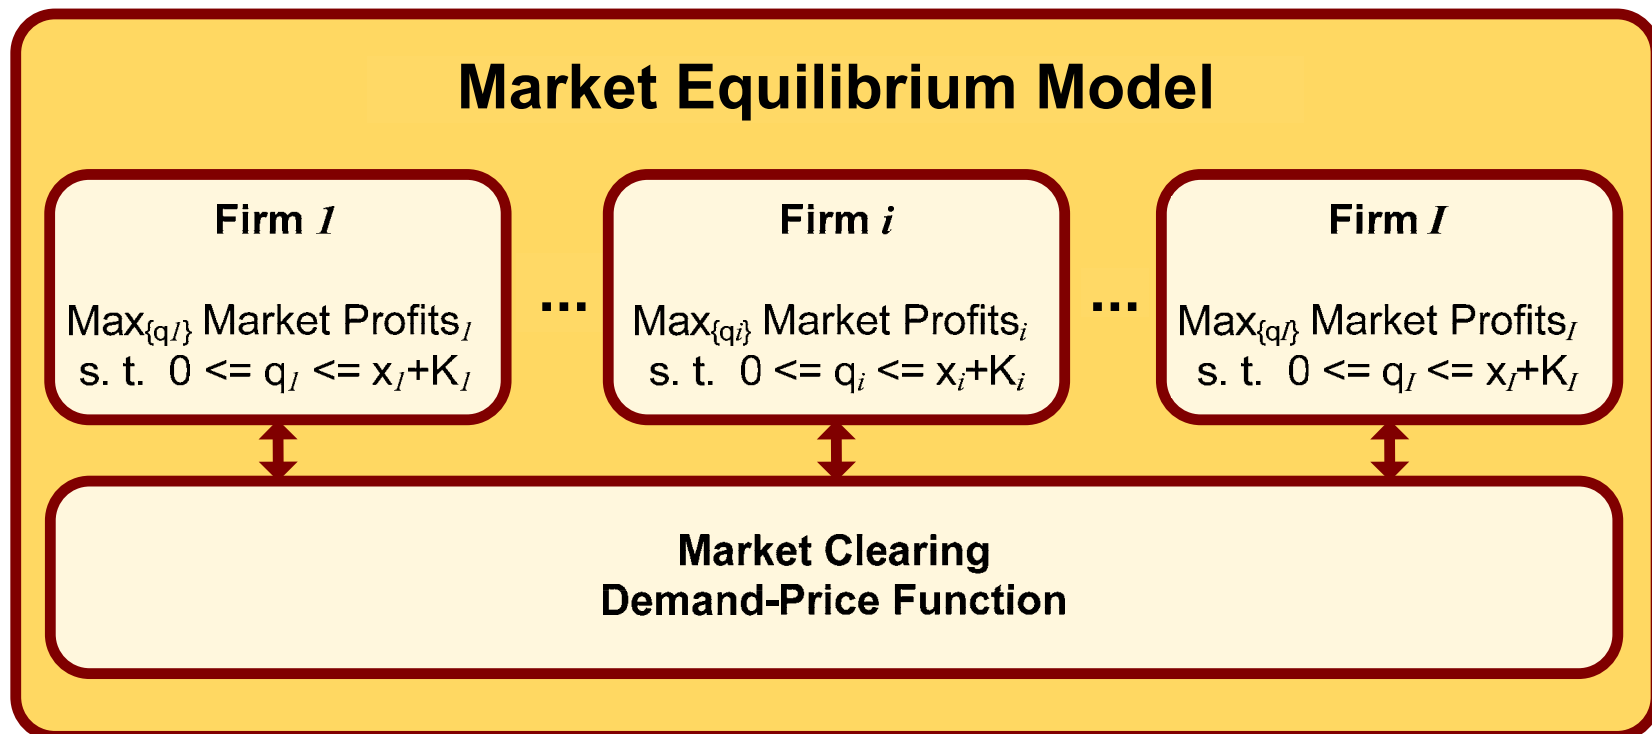 Market Equilibrium Model
Firm 1
Max{q1} Market Profits1
s. t. 0 <= q1 <= x1+K1
...
Firm i
Max{qi} Market Profitsi
s. t. 0 <= qi <= xi+Ki
...
Firm I
Max{qI} Market ProfitsI
s. t. 0 <= qI <= xI+KI
Market Clearing
Demand-Price Function